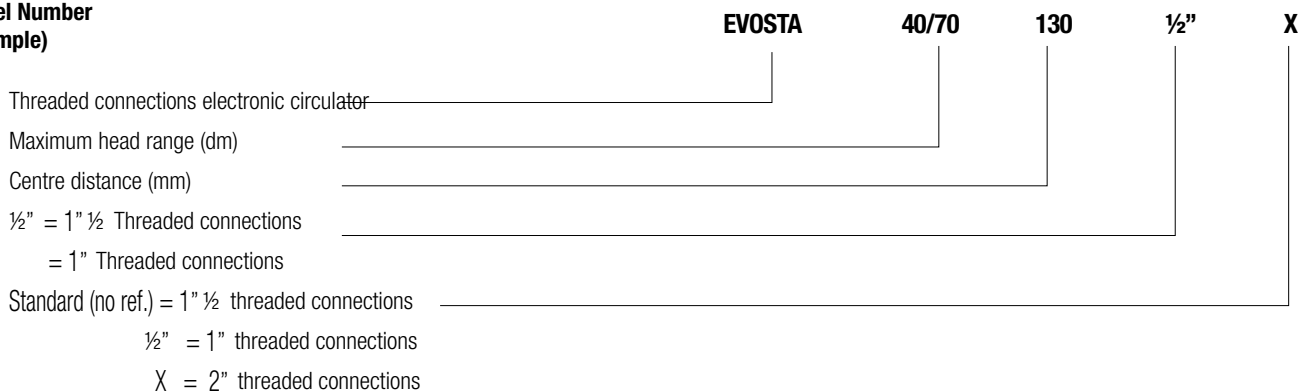 el Number
mple)
EVOSTA 40/70 130 ½” X
Threaded connections electronic circulator
Maximum head range (dm)
Centre distance (mm)
½” = 1” ½ Threaded connections
= 1” Threaded connections
Standard (no ref.) = 1” ½ threaded connections
½” = 1” threaded connections
X = 2” threaded connections